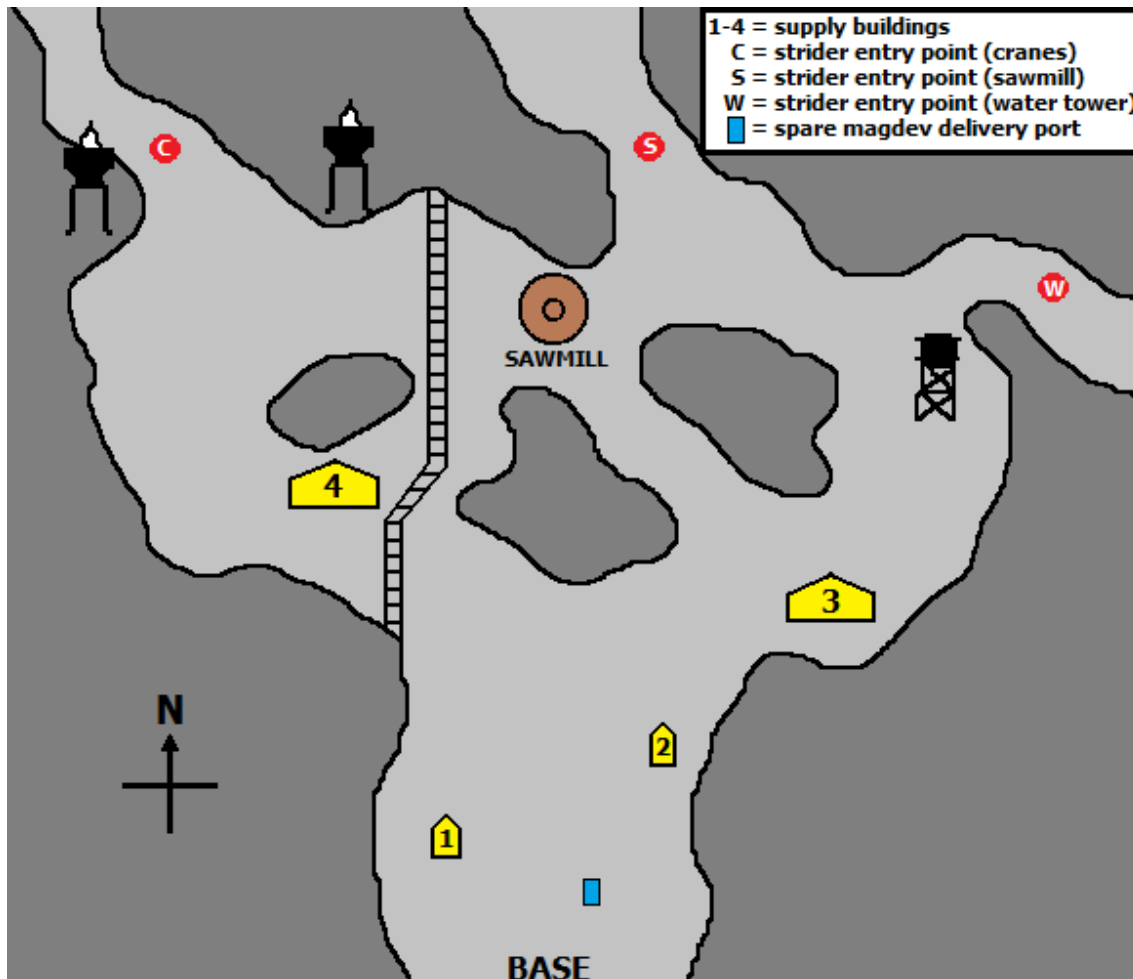 1-4 = supply buildings
C = strider entry point (cranes)
S = strider entry point (sawmill)
W = strider entry point (water tower)
= spare magdev delivery port
C
S
W
SAWMILL
4
3
N
2
1
BASE